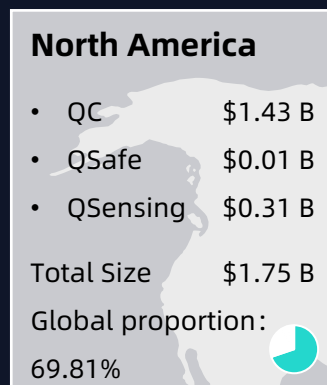 North America
• QC $1.43 B
• QSafe $0.01 B
• QSensing $0.31 B
Total Size $1.75 B
Global proportion:
69.81%